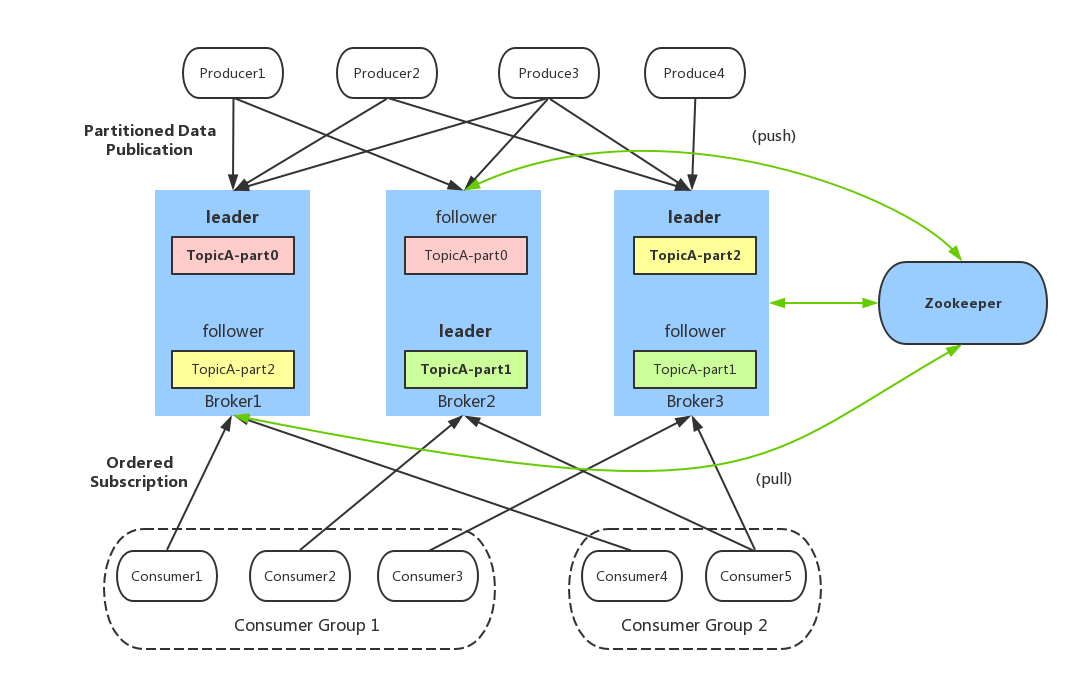 Producer1
Producer2
Produce3
Produce4
Partitioned Data
Publication
(push)
leader
TopicA-part0
follower
TopicA-part2
Broker1
follower
TopicA-part0
leader
TopicA-part1
Broker2
leader
TopicA-part2
follower
TopicA-part1
Broker3
Zookeeper
Ordered
Subscription
(pull)
Consumer1
Consumer2
Consumer3
Consumer Group 1
Consumer4
Consumer5
Consumer Group 2